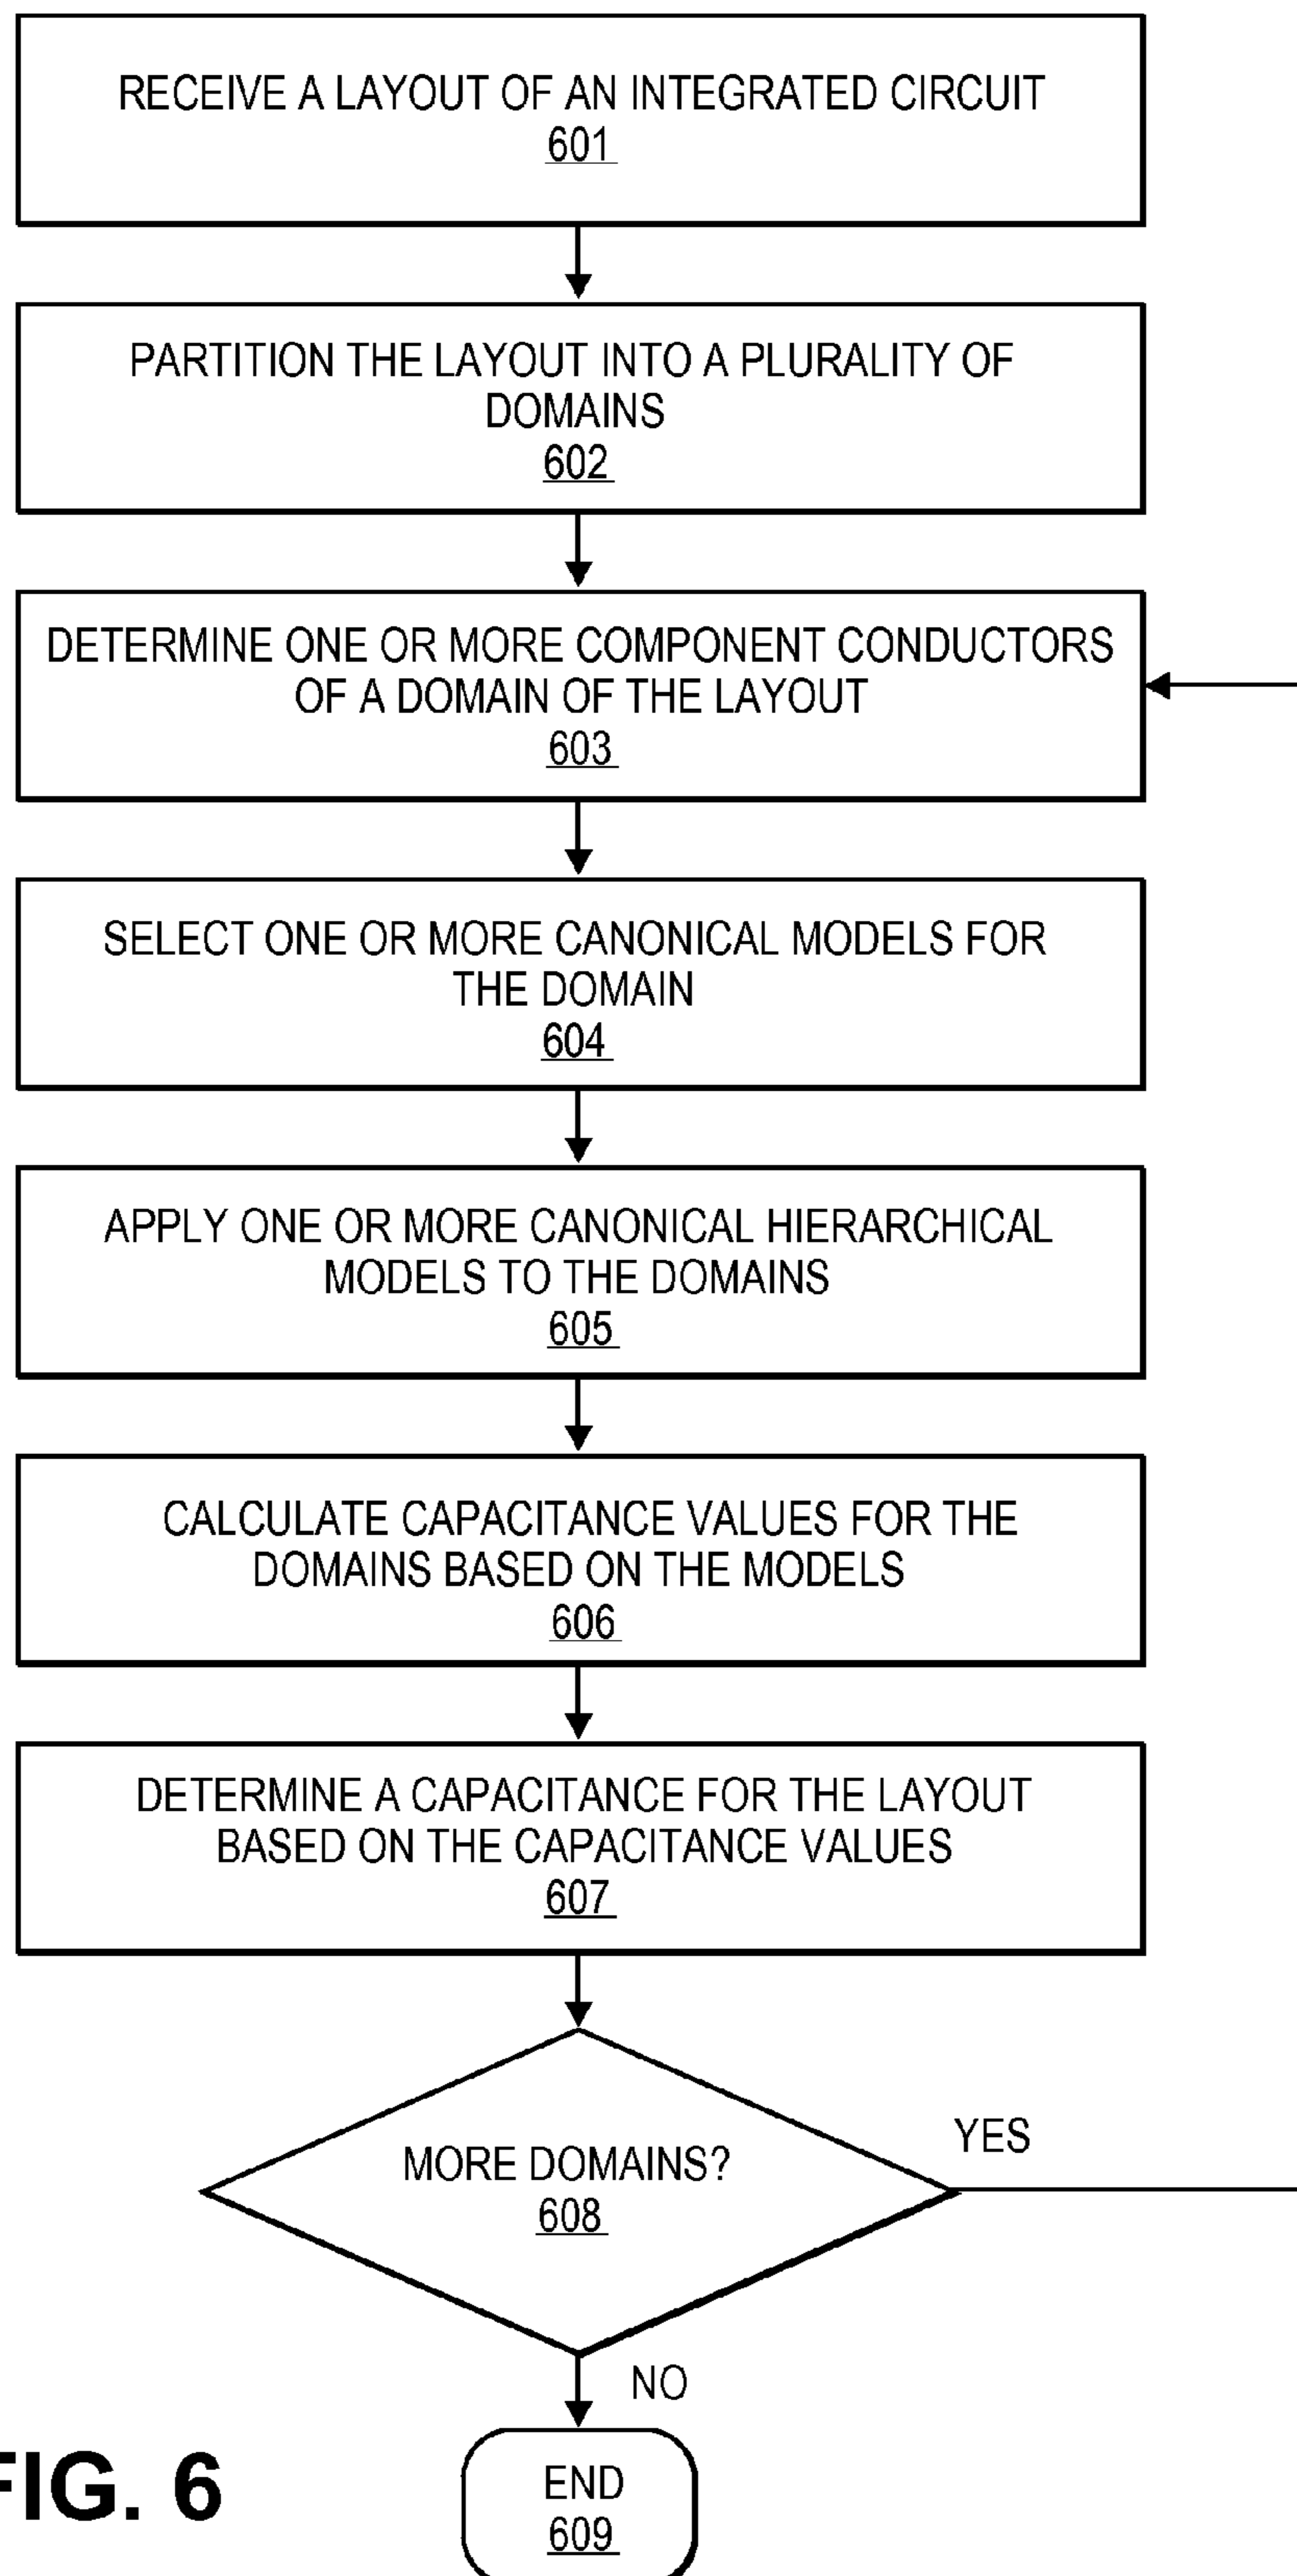 RECEIVE A LAYOUT OF AN INTEGRATED CIRCUIT
601
PARTITION THE LAYOUT INTO A PLURALITY OF
DOMAINS
602
DETERMINE ONE OR MORE COMPONENT CONDUCTORS
OF A DOMAIN OF THE LAYOUT
603
SELECT ONE OR MORE CANONICAL MODELS FOR
THE DOMAIN
604
APPLY ONE OR MORE CANONICAL HIERARCHICAL
MODELS TO THE DOMAINS
605
CALCULATE CAPACITANCE VALUES FOR THE
DOMAINS BASED ON THE MODELS
606
DETERMINE A CAPACITANCE FOR THE LAYOUT
BASED ON THE CAPACITANCE VALUES
607
YES
MORE DOMAINS?
608
NO
END
609
FIG. 6